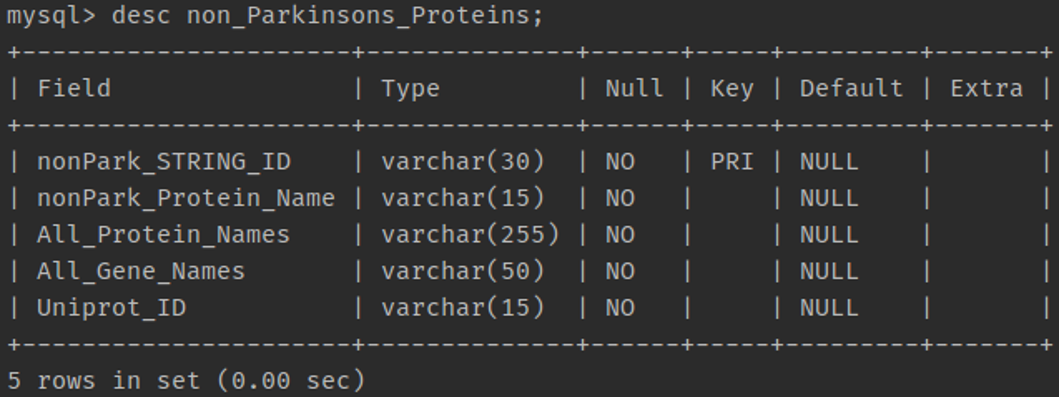 mysql> desc non_Parkinsons_Proteins;
+----------------------+--------------+------+-----+---------+-------+
| Field                | Type         | Null | Key | Default | Extra |
+----------------------+--------------+------+-----+---------+-------+
| nonPark_STRING_ID    | varchar(30)  | NO   | PRI | NULL    |       |
| nonPark_Protein_Name | varchar(15)  | NO   |     | NULL    |       |
| All_Protein_Names    | varchar(255) | NO   |     | NULL    |       |
| All_Gene_Names       | varchar(50)  | NO   |     | NULL    |       |
| Uniprot_ID           | varchar(15)  | NO   |     | NULL    |       |
+----------------------+--------------+------+-----+---------+-------+
5 rows in set (0.00 sec)